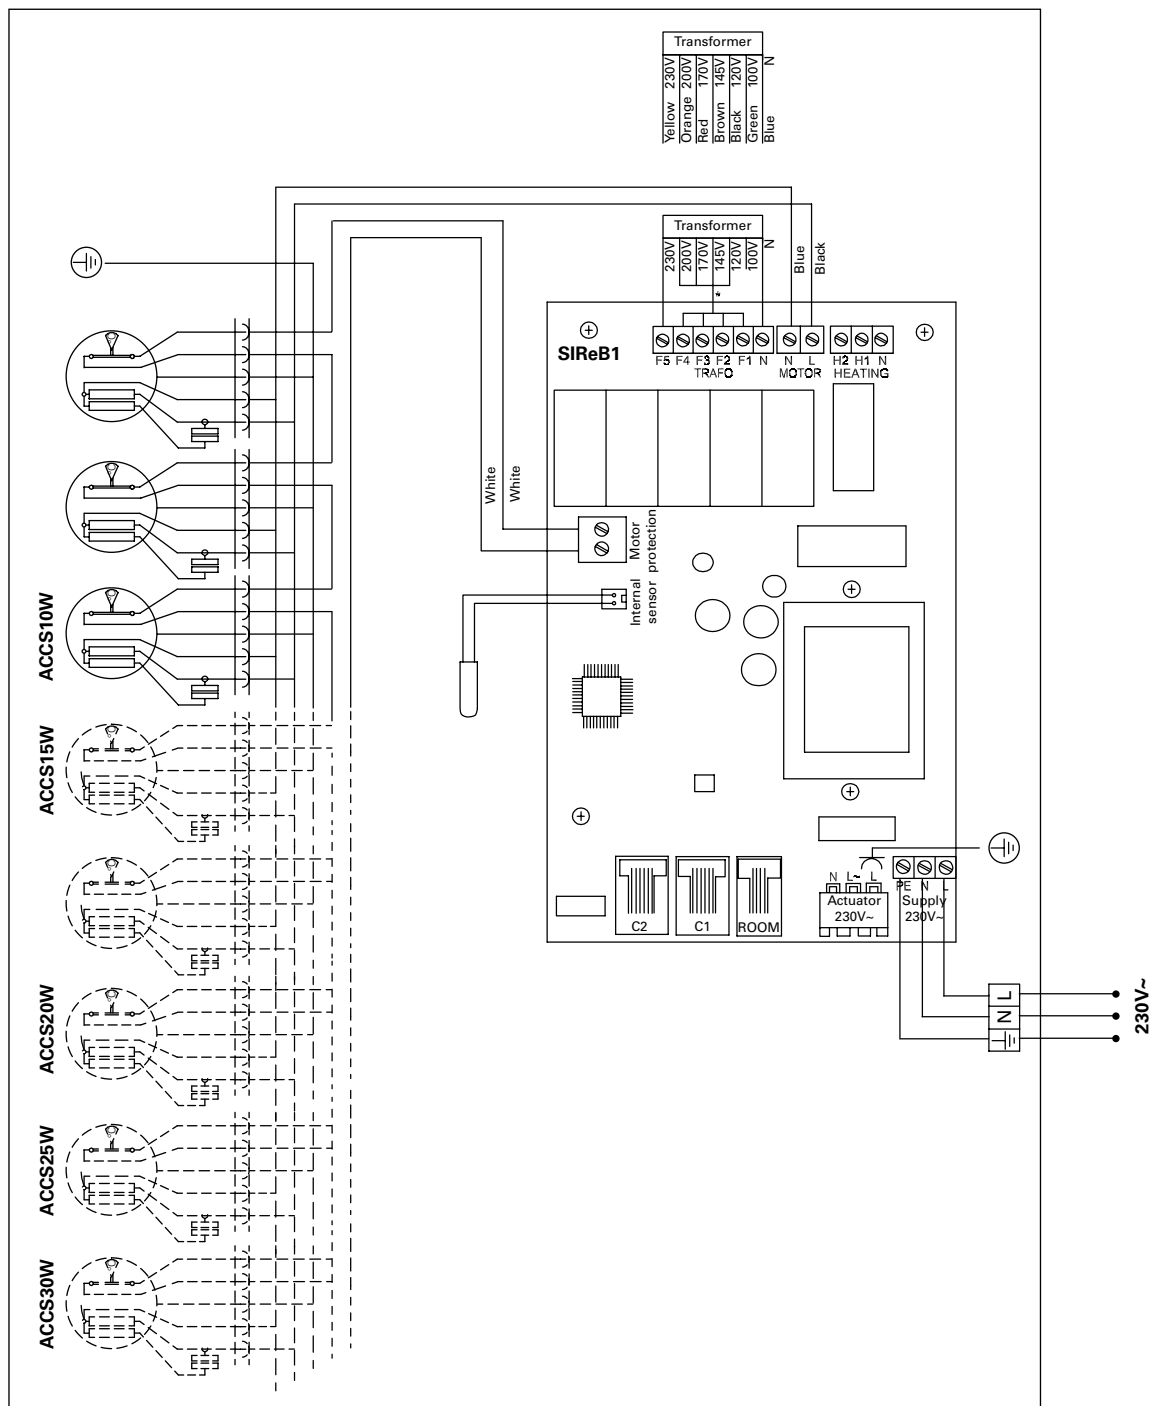 Transformer
Yellow 230V
Orange 200V
Red 170V
Brown 145V
Black 120V
Green 100V
Blue N
Transformer
230V
200V
170V
145V
120V
100V
N
*
Blue
Black
SIReB1
F5 F4 F3 F2 F1 N
TRAFO
N L
MOTOR
H2 H1 N
HEATING
White
White
Motor
protection
Internal
sensor
ACCS10W
ACCS15W
ACCS20W
ACCS25W
ACCS30W
C2
C1
ROOM
N L~ L
Actuator
230V~
PE N L
Supply
230V~
L
N
230V~